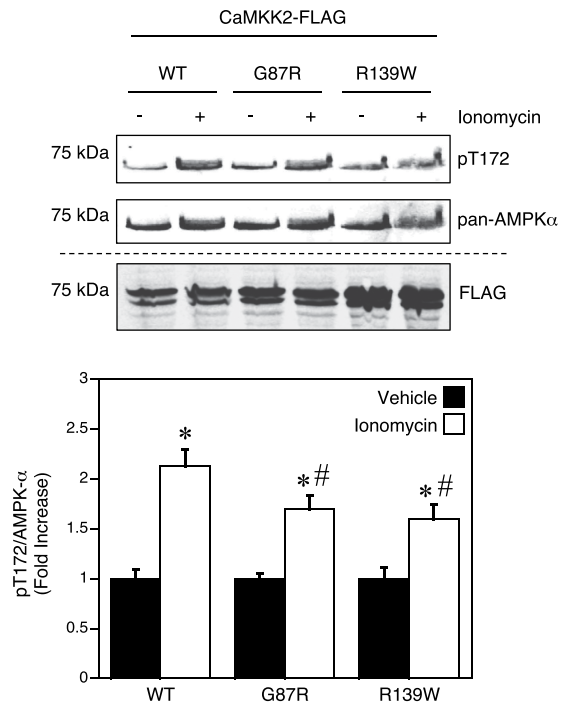 CaMKK2-FLAG
WT G87R R139W
- + - + - + Ionomycin
75 kDa pT172
75 kDa pan-AMPKα
75 kDa FLAG
3
Vehicle
2.5
Ionomycin
* 
2
*# 
*# 
1.5
1
0.5
0
pT172/AMPK-α
(Fold Increase)
WT G87R R139W